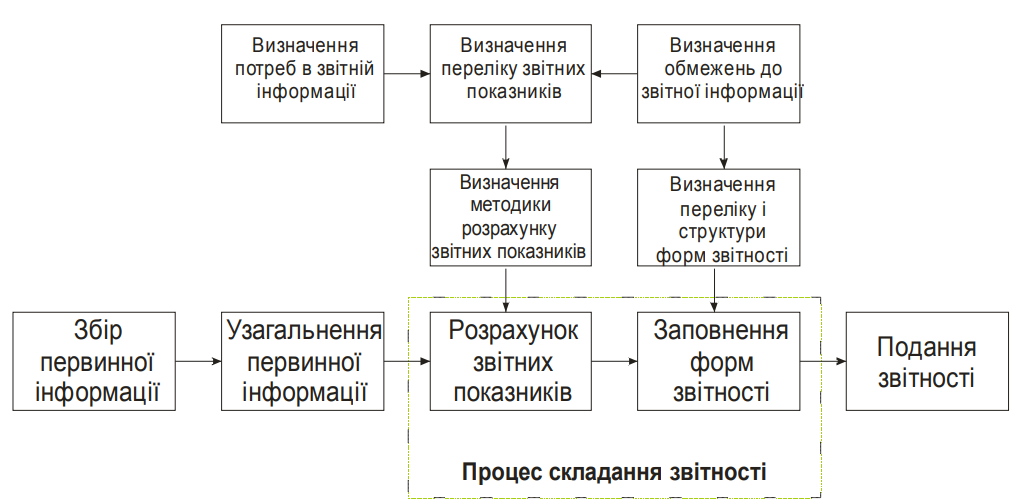 Визначення
потреб в звітній
інформації
Визначення
переліку звітних
показників
Визначення
обмежень до
звітної інформації
Визначення
методики
розрахунку
звітних показників
Визначення
переліку і
структури
форм звітності
Збір
первинної
інформації
Узагальнення
первинної
інформації
Розрахунок
звітних
показників
Заповнення
форм
звітності
Подання
звітності
Процес складання звітності